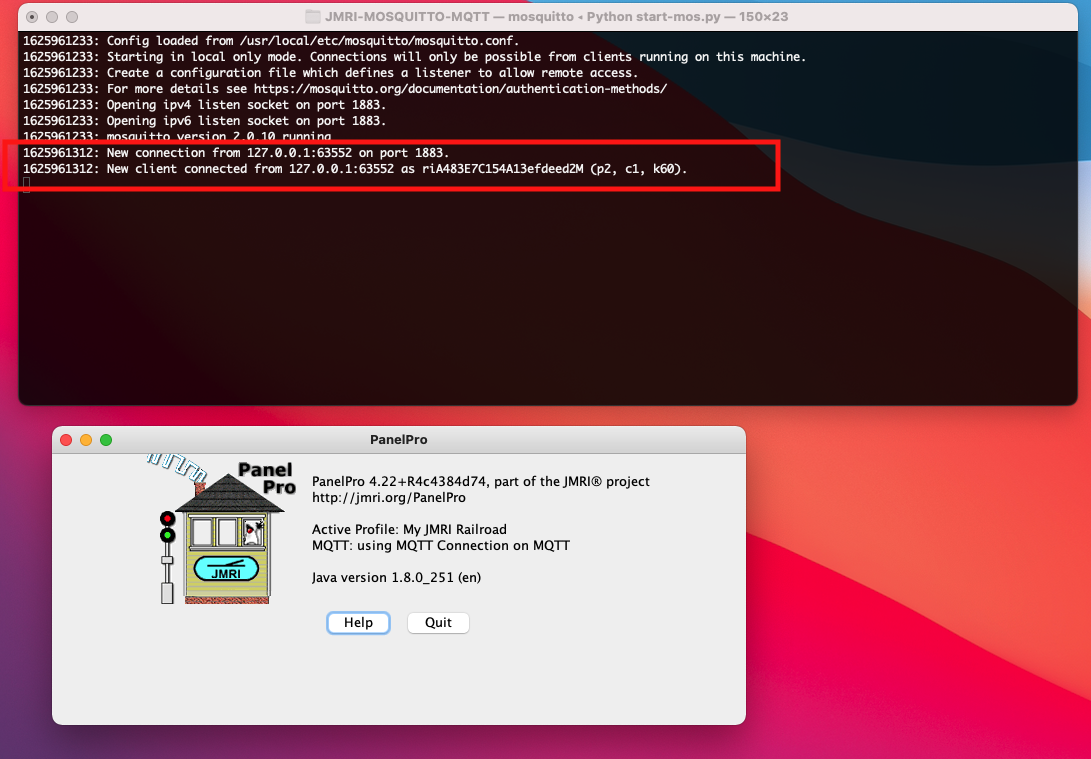 JMRI-MOSQUITTO-MQTT — mosquitto ◂ Python start-mos.py — 150×23
1625961233: Config loaded from /usr/local/etc/mosquitto/mosquitto.conf.
1625961233: Starting in local only mode. Connections will only be possible from clients running on this machine.
1625961233: Create a configuration file which defines a listener to allow remote access.
1625961233: For more details see https://mosquitto.org/documentation/authentication-methods/
1625961233: Opening ipv4 listen socket on port 1883.
1625961233: Opening ipv6 listen socket on port 1883.
1625961233: mosquitto version 2.0.10 running
1625961312: New connection from 127.0.0.1:63552 on port 1883.
1625961312: New client connected from 127.0.0.1:63552 as riA483E7C154A13efdeed2M (p2, c1, k60).
PanelPro
Panel
Pro
JMRI
PanelPro 4.22+R4c4384d74, part of the JMRI® project
http://jmri.org/PanelPro
Active Profile: My JMRI Railroad
MQTT: using MQTT Connection on MQTT
Java version 1.8.0_251 (en)
Help
Quit